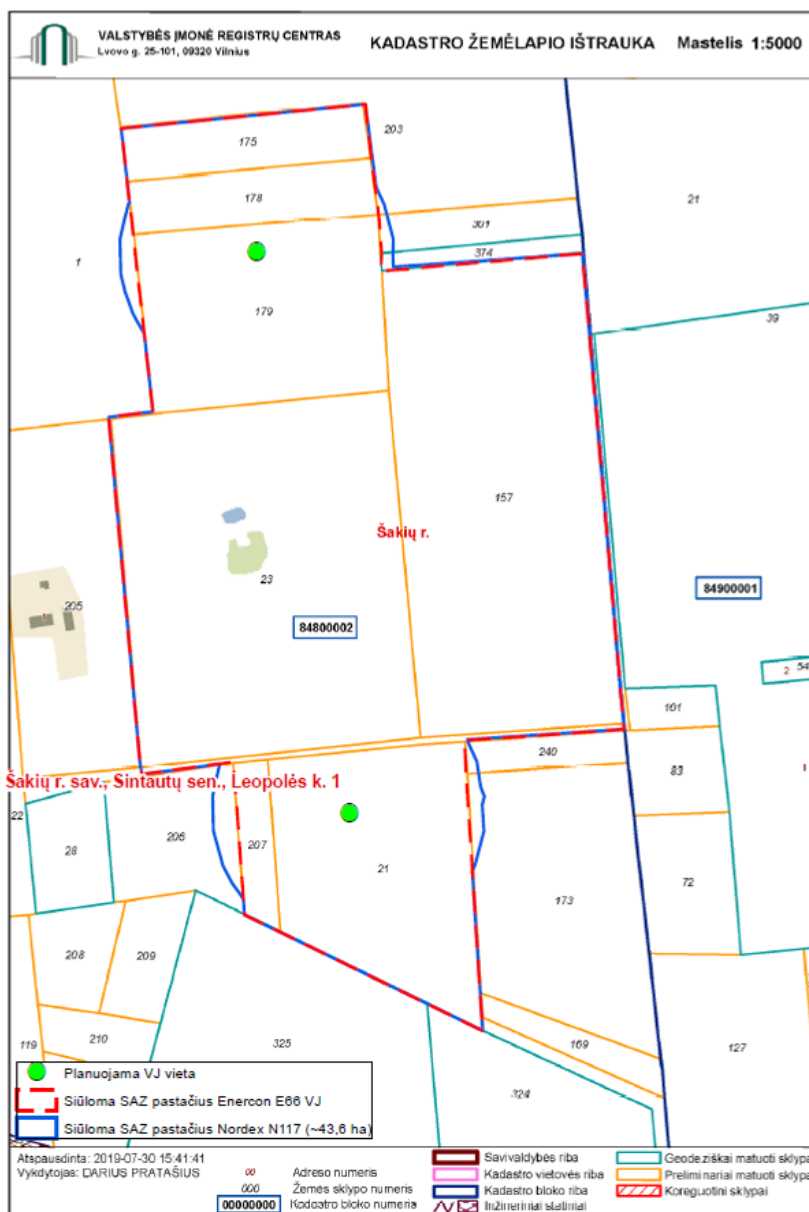 VALSTYBĖS ĮMONĖ REGISTRŲ CENTRAS
Lvovo g. 25-101, 09320 Vilnius
KADASTRO ŽEMĖLAPIO IŠTRAUKA Mastelis 1:5000
203
175
178
21
301
374
1
179
39
157
Šakių r.
23
84900001
205
84800002
2 54
101
240
Šakių r. sav., Sintautų sen., Leopolės k. 1
83
1
22
206
207
28
21
72
173
208
209
210
119
325
169
127
324
Planuojama VJ vieta
Siūloma SAZ pastačius Enercon E66 VJ
Siūloma SAZ pastačius Nordex N117 (~43,6 ha)
Atspausdinta: 2019-07-30 15:41:41
Vykdytojas: DARIUS PRATAŠIUS
00 Adreso numeris
000 Žemės sklypo numeris
00000000 Kadastro bloko numeris
Savivaldybės riba
Kadastro vietovės riba
Kadastro bloko riba
Inžineriniai statiniai
Geodeziškai matuoti sklypai
Preliminariai matuoti sklypai
Koreguotini sklypai